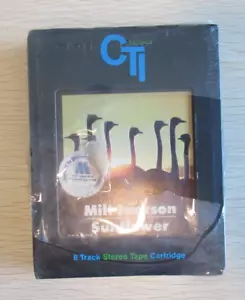 CTI
Milt Jackson
Sunflower
8 Track Stereo Tape Cartridge